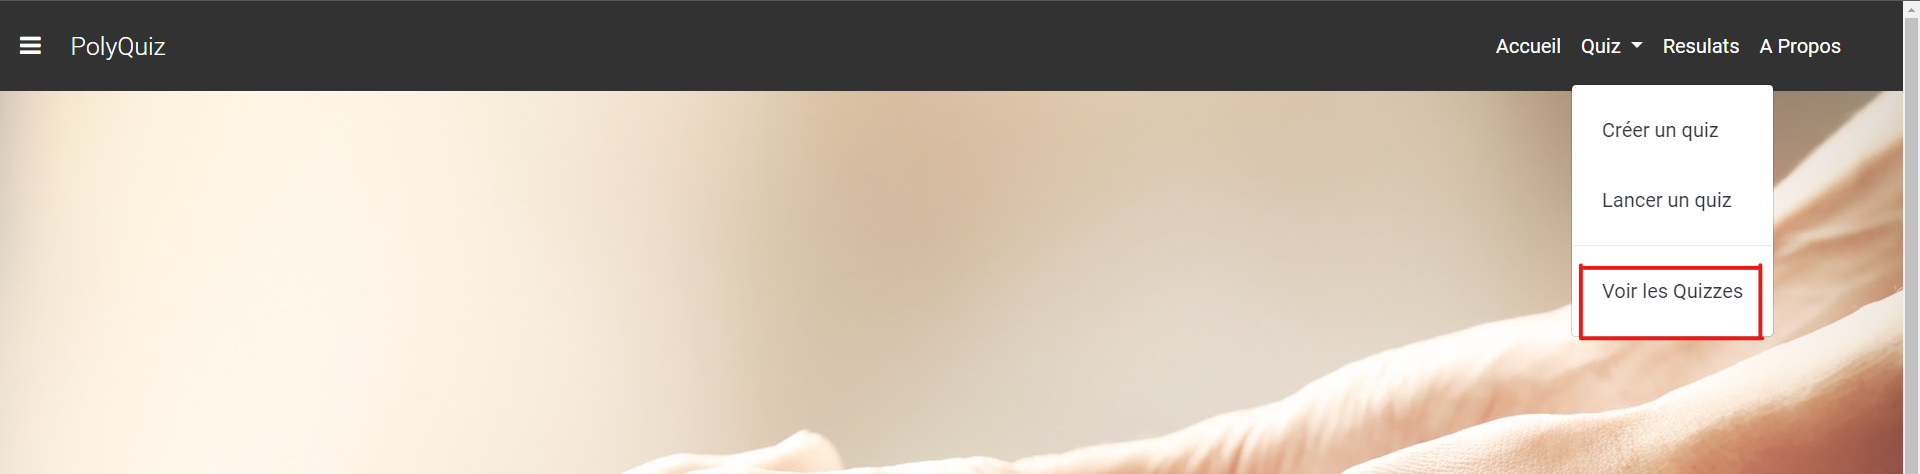 PolyQuiz
Accueil Quiz Resulats A Propos
Créer un quiz
Lancer un quiz
Voir les Quizzes